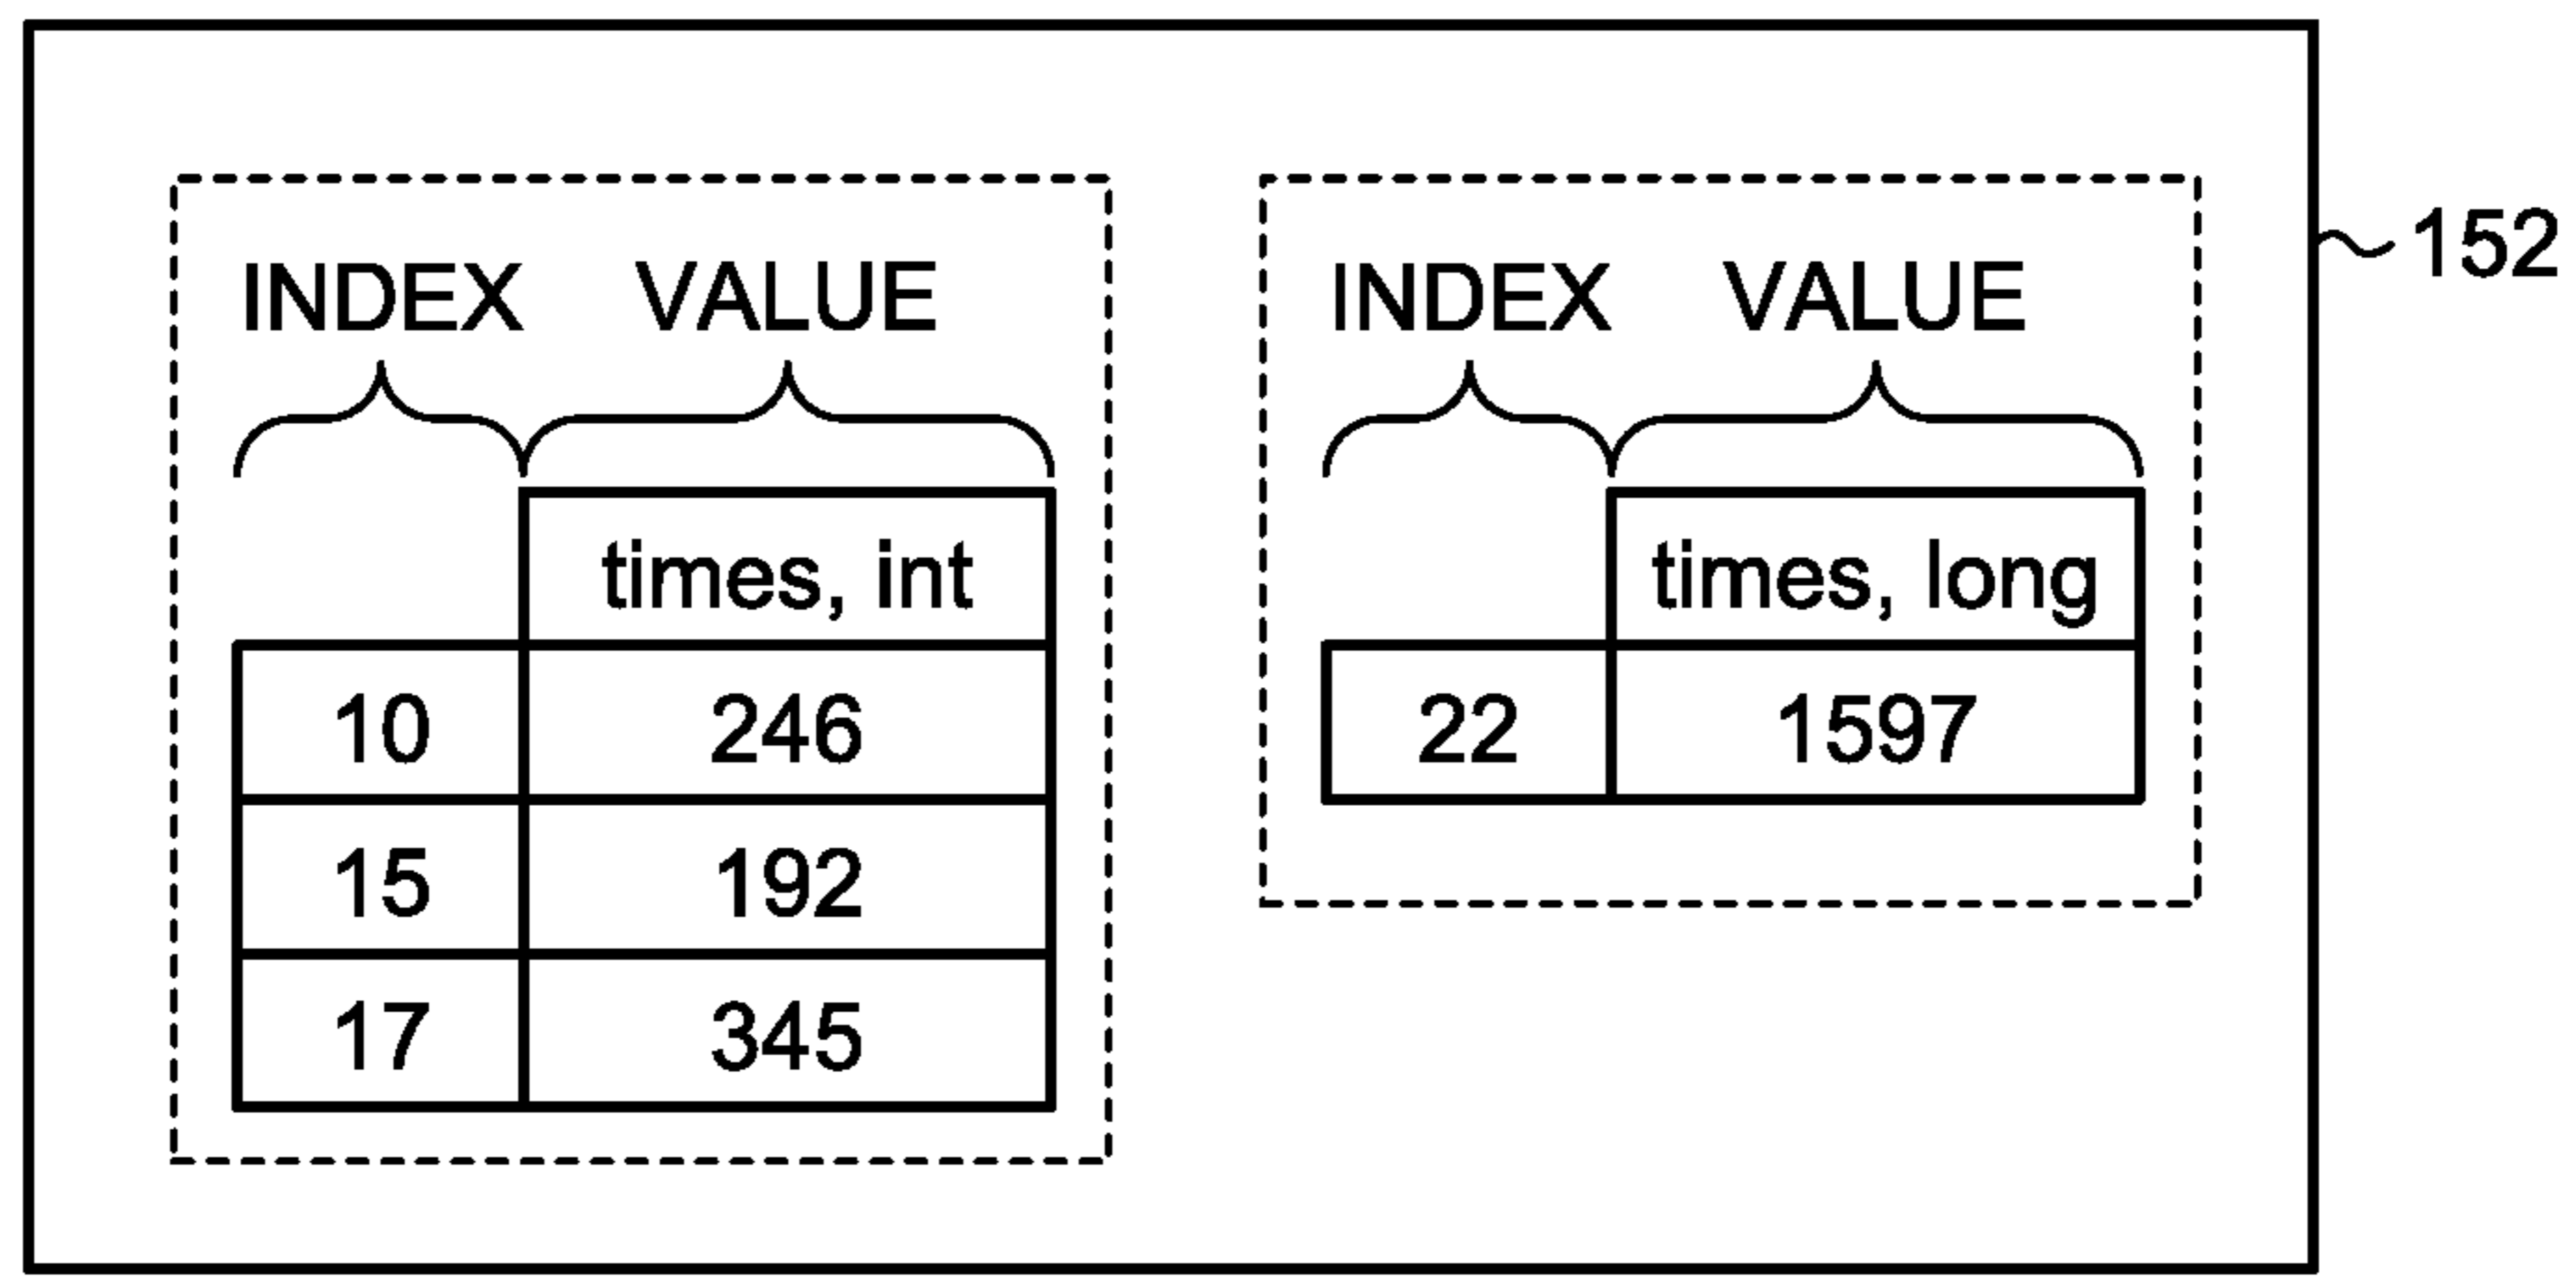 152
INDEX VALUE
times, int
10 246
15 192
17 345
INDEX VALUE
times, long
22 1597